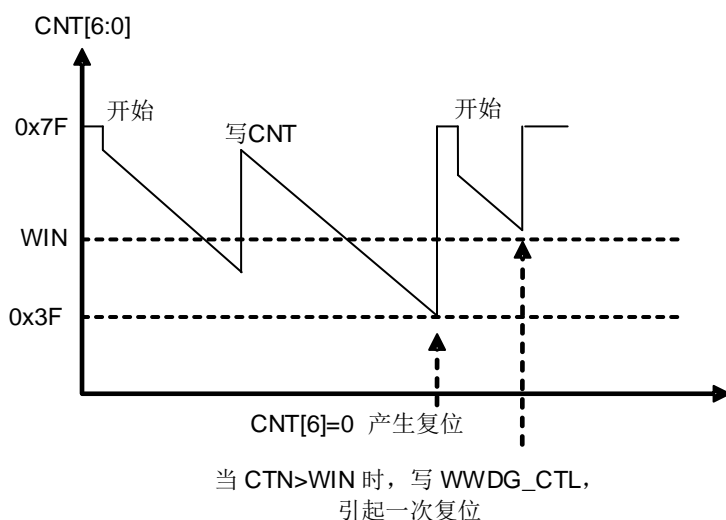 CNT[6:0]
开始
开始
0x7F
写CNT
WIN
0x3F
CNT[6]=0 产生复位
当 CTN>WIN 时，写 WWDG_CTL，
引起一次复位